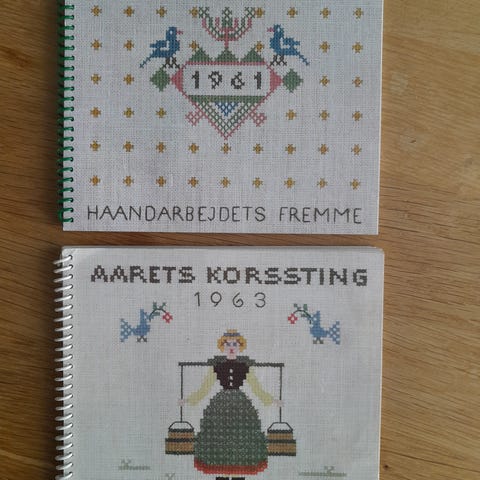 1961
HAANDARBEJDETS FREMME
AARETS KORSSTING
1963